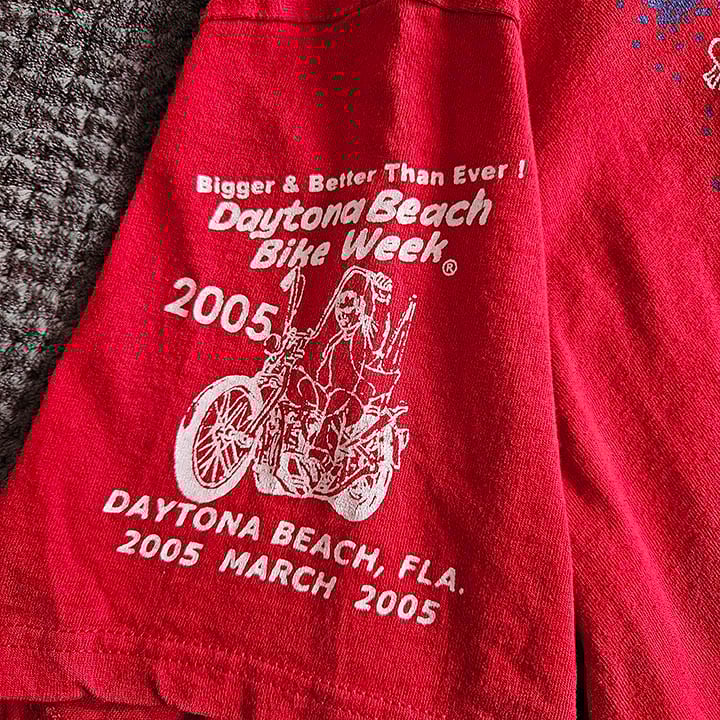 Bigger & Better Than Ever !
Daytona Beach
Bike Week®
2005
DAYTONA BEACH, FLA.
2005 MARCH 2005